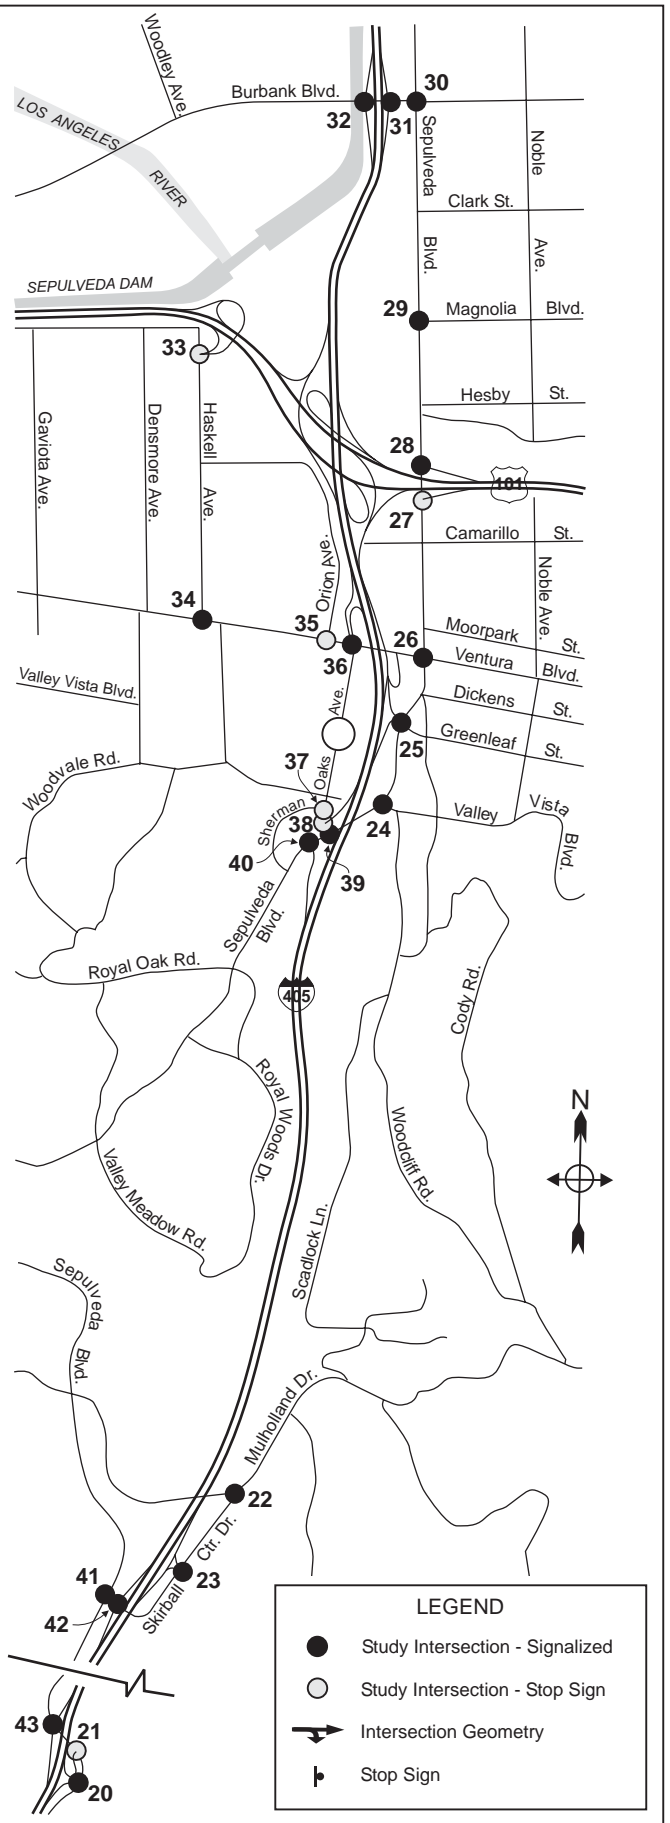 Woodley Ave.
Burbank Blvd.
30
32
31
LOS ANGELES
RIVER
Sepulveda
Blvd.
Noble
Ave.
Clark St.
SEPULVEDA DAM
29
Magnolia Blvd.
33
Gaviota Ave.
Densmore Ave.
Haskell
Ave.
Hesby St.
28
101
27
Camarillo St.
Orion Ave.
Noble Ave.
34
35
36
26
Moorpark St.
Ventura Blvd.
Valley Vista Blvd.
Dickens St.
Ave.
25
Greenleaf St.
Woodvale Rd.
37
Oaks
Sherman
38
24
Valley Vista
Blvd.
40
39
Sepulveda
Blvd.
Royal Oak Rd.
405
Cody Rd.
Royal Woods Dr.
N
Woodcliff Rd.
Valley Meadow Rd.
Scadlock Ln.
Sepulveda
Blvd.
Mulholland Dr.
22
Ctr. Dr.
41
23
42
Skirball
LEGEND
Study Intersection - Signalized
Study Intersection - Stop Sign
Intersection Geometry
Stop Sign
43
21
20